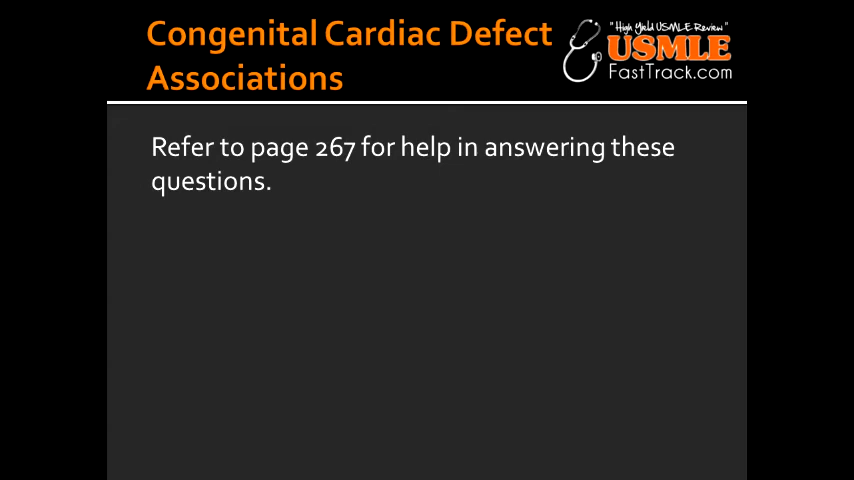 Congenital Cardiac Defect
Associations
"High Yield USMLE Review"
USMLE
FastTrack.com
Refer to page 267 for help in answering these
questions.